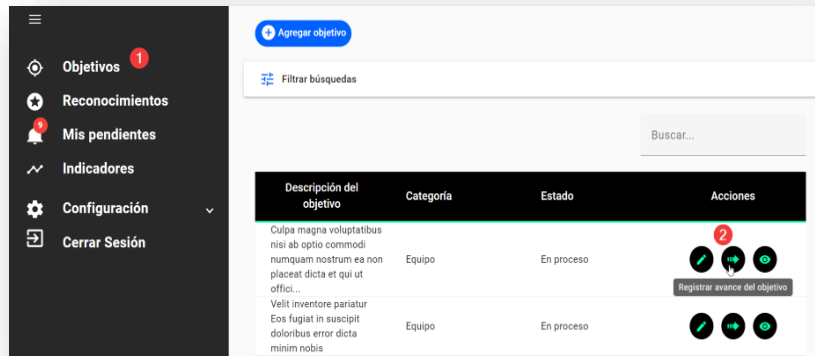 Agregar objetivo
Objetivos 1
Filtrar búsquedas
Reconocimientos
9
Mis pendientes
Buscar...
Indicadores
Configuración
Cerrar Sesión
Descripción del
objetivo
Categoría
Estado
Acciones
Culpa magna voluptatibus
nisi ab optio commodi
numquam nostrum ea non
placeat dicta et qui ut
offici...
Equipo
En proceso
2
Registrar avance del objetivo
Velit inventore pariatur
Eos fugiat in suscipit
doloribus error dicta
minim nobis
Equipo
En proceso